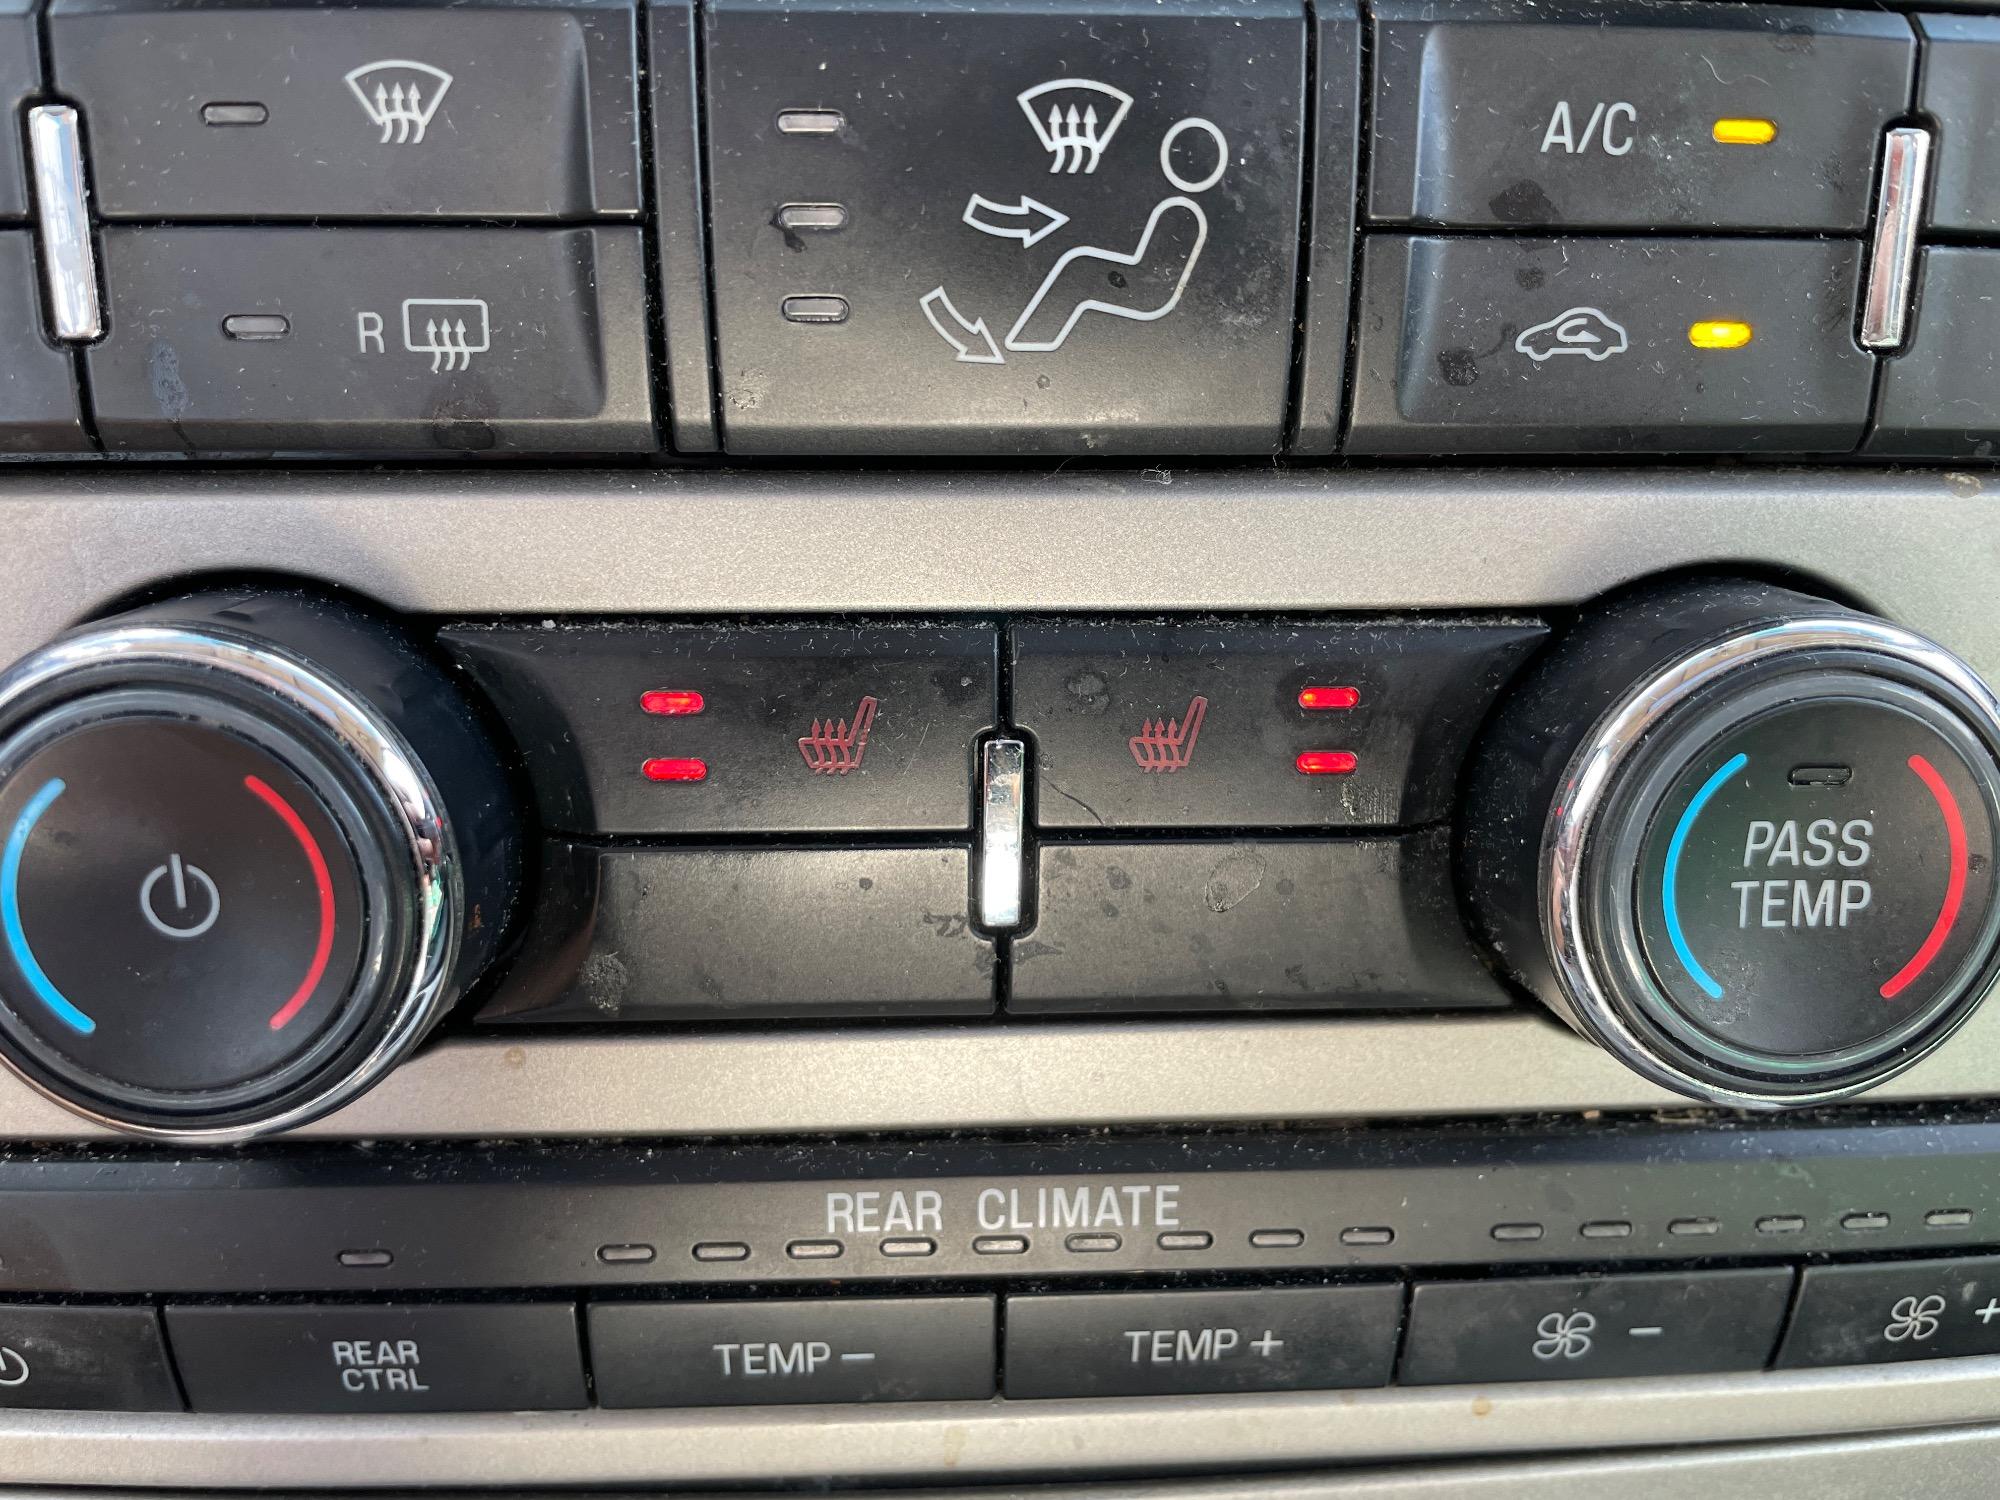 A/C
R
PASS
TEMP
REAR CLIMATE
REAR
CTRL
TEMP –
TEMP +
–
+